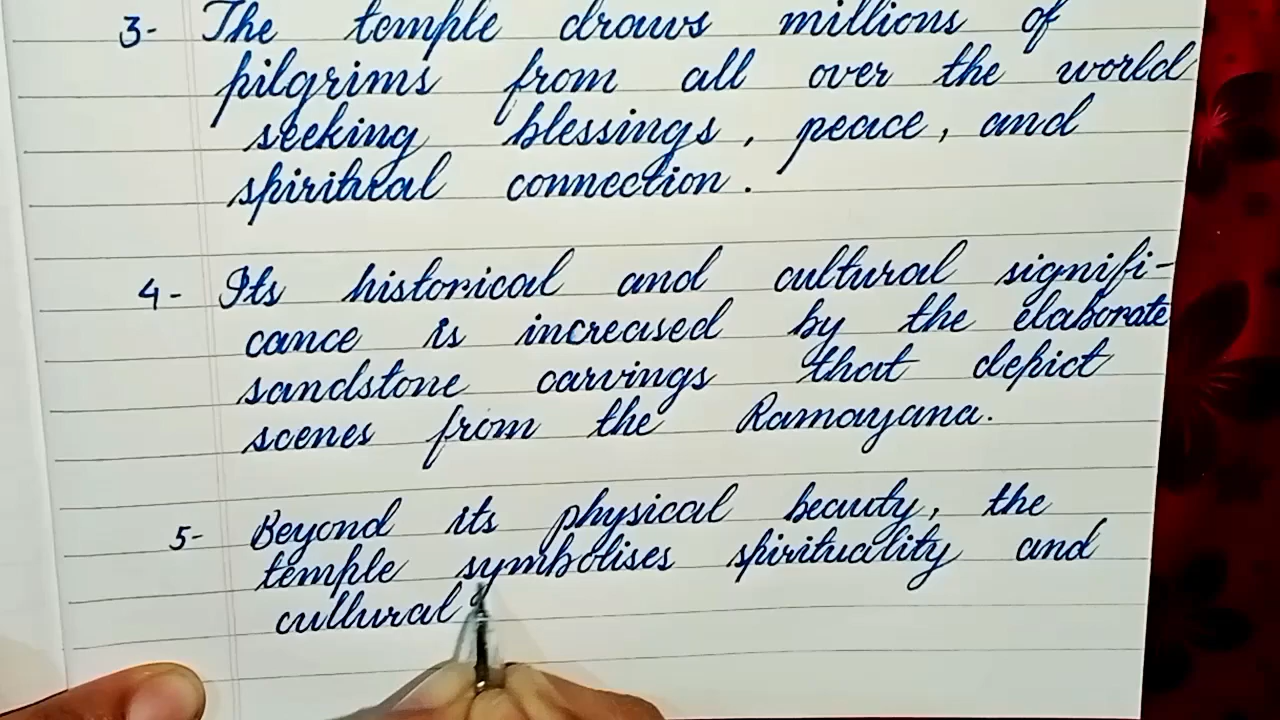 3- The temple draws millions of
pilgrims from all over the world
seeking blessings, peace, and
spiritual connection.
4- Its historical and cultural signifi-
cance is increased by the elaborate
sandstone carvings that depict
scenes from the Ramayana.
5- Beyond its physical beauty, the
temple symbolises spirituality and
cultural